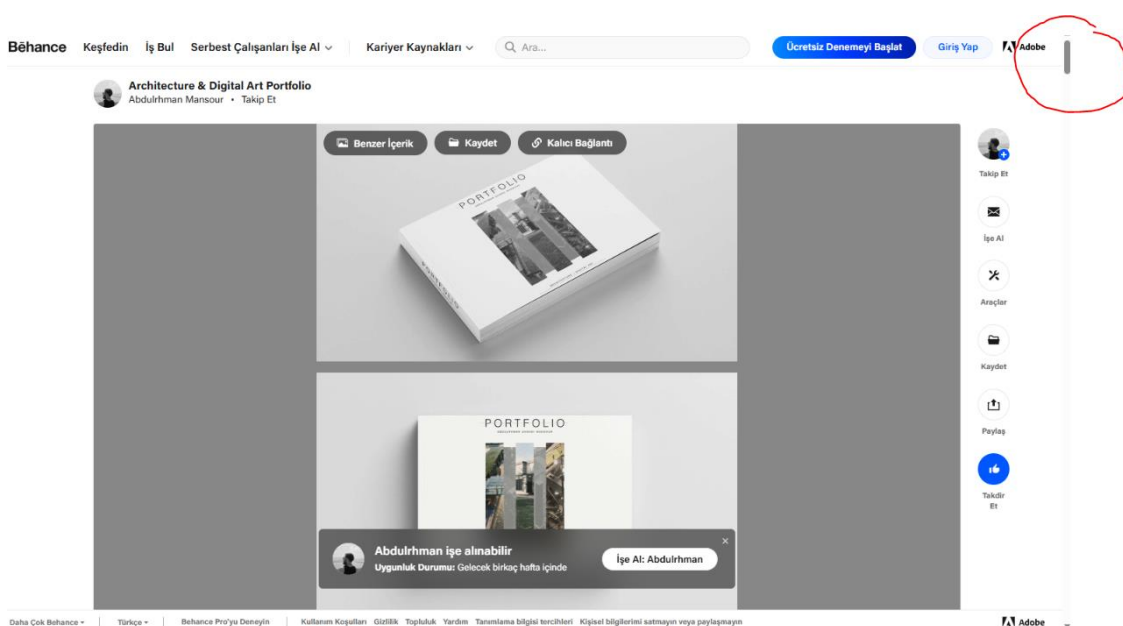 Bēhance Keşfedin İş Bul Serbest Çalışanları İşe Al Kariyer Kaynakları Ara... Ücretsiz Denemeyi Başlat Giriş Yap Adobe
Architecture & Digital Art Portfolio
Abdulrhman Mansour • Takip Et
Benzer İçerik Kaydet Kalıcı Bağlantı
PORTFOLIO
PORTFOLIO
Takip Et
İşe Al
Araçlar
Kaydet
Paylaş
Takdir
Et
PORTFOLIO
Abdulrhman işe alınabilir
Uygunluk Durumu: Gelecek birkaç hafta içinde
İşe Al: Abdulrhman
Daha Çok Behance Türkçe Behance Pro'yu Deneyin Kullanım Koşulları Gizlilik Topluluk Yardım Tanımlama bilgisi tercihleri Kişisel bilgilerimi satmayın veya paylaşmayın Adobe